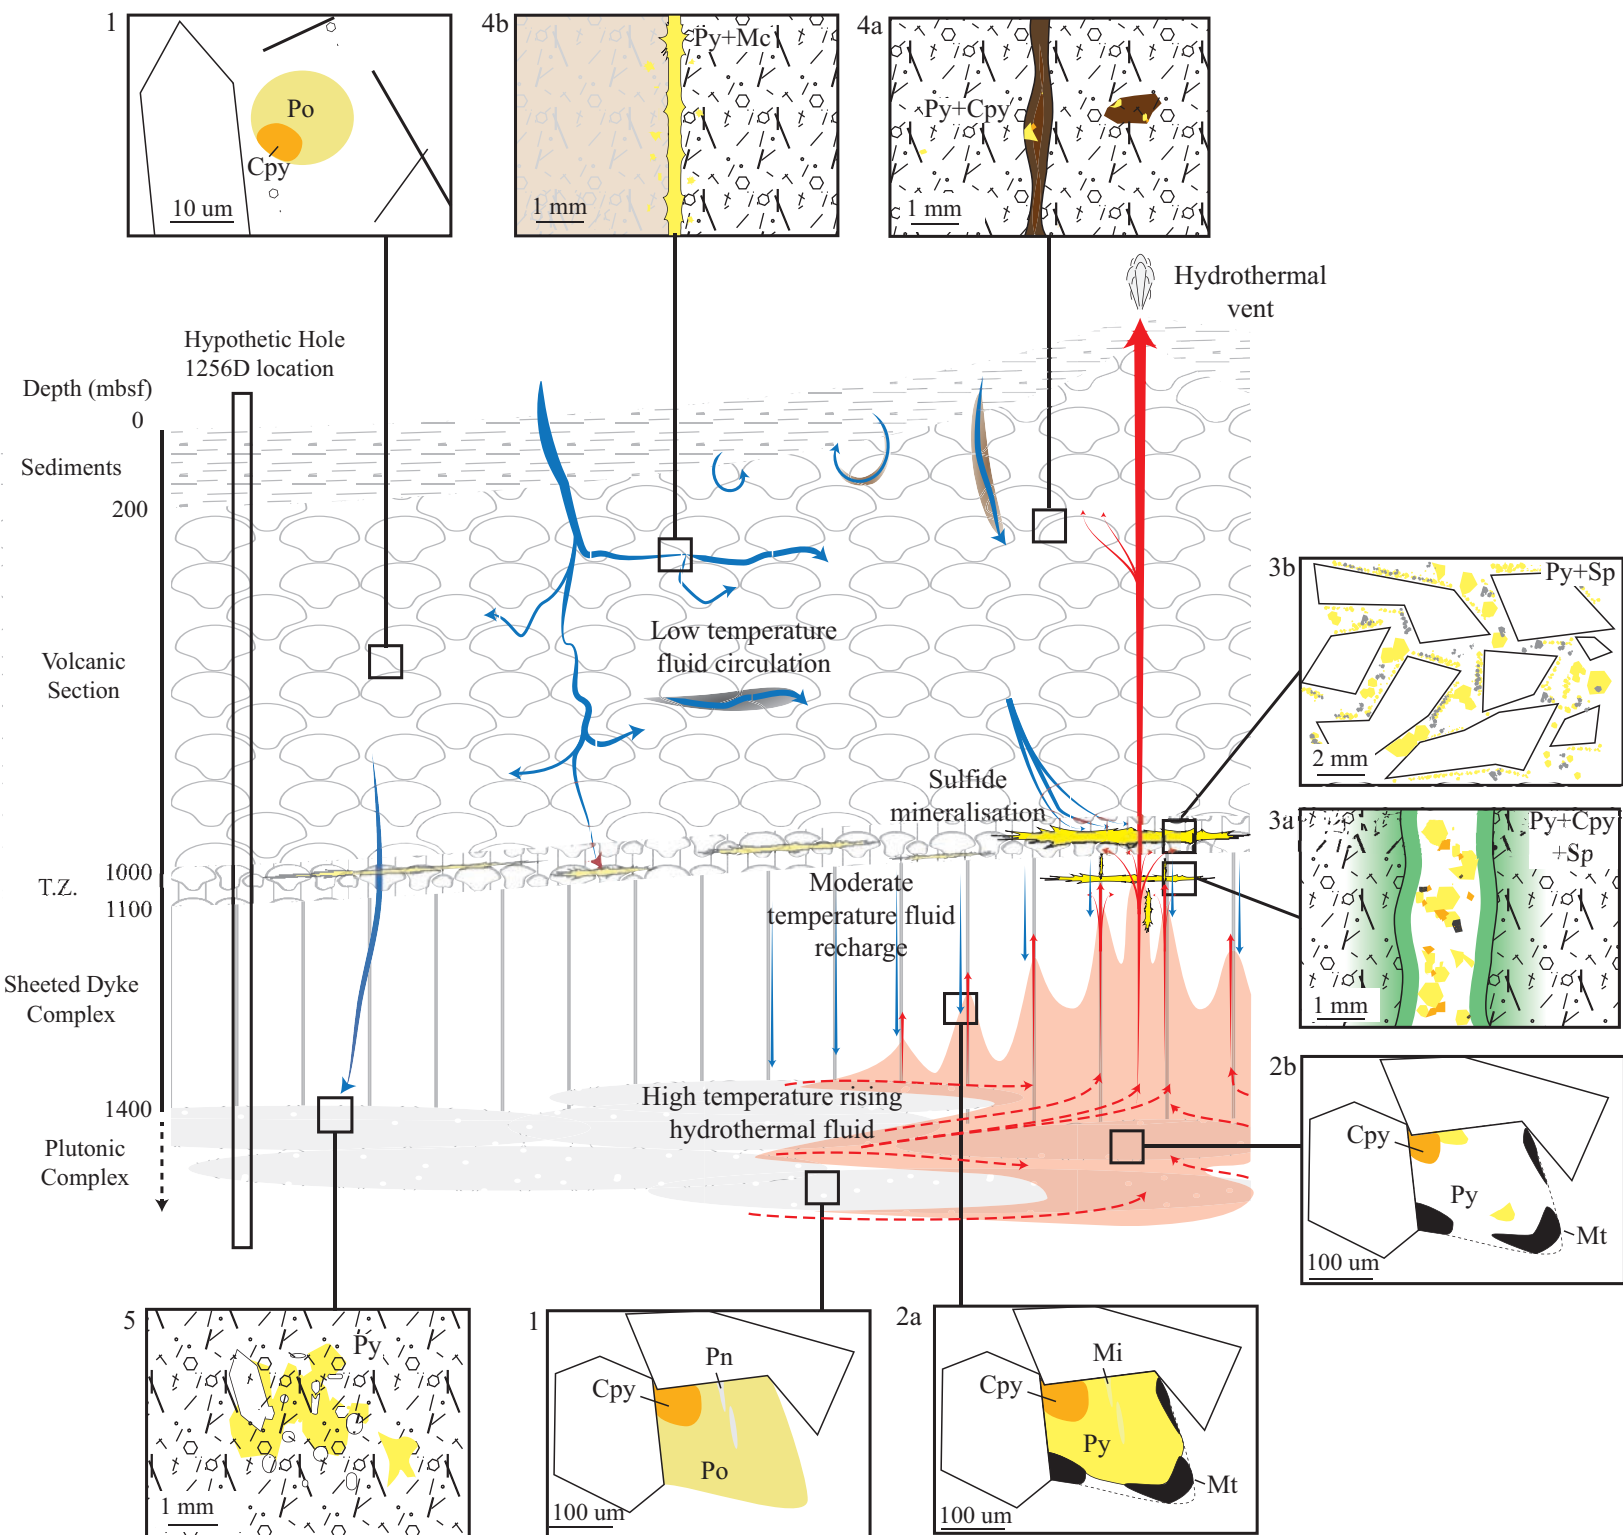 1
Po
Cpy
10 um
4b
Py+Mc
1 mm
4a
Py+Cpy
1 mm
Hydrothermal
vent
Hypothetic Hole
1256D location
Depth (mbsf)
0
Sediments
200
Volcanic
Section
Low temperature
fluid circulation
Sulfide
mineralisation
3b
Py+Sp
2 mm
3a
Py+Cpy
+Sp
1 mm
T.Z.
1000
1100
Moderate
temperature fluid
recharge
Sheeted Dyke
Complex
1400
Plutonic
Complex
High temperature rising
hydrothermal fluid
2b
Cpy
Py
Mt
100 um
5
Py
1 mm
1
Pn
Cpy
Po
100 um
2a
Mi
Cpy
Py
Mt
100 um